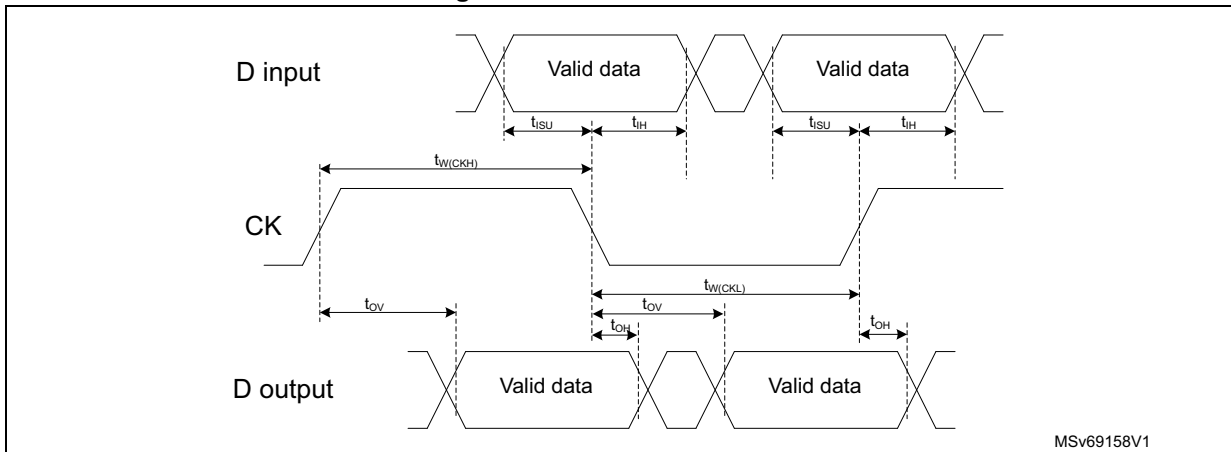 D input
Valid data
Valid data
tISU
tIH
tISU
tIH
tW(CKH)
CK
tW(CKL)
tOV
tOV
tOH
tOH
D output
Valid data
Valid data
MSv69158V1